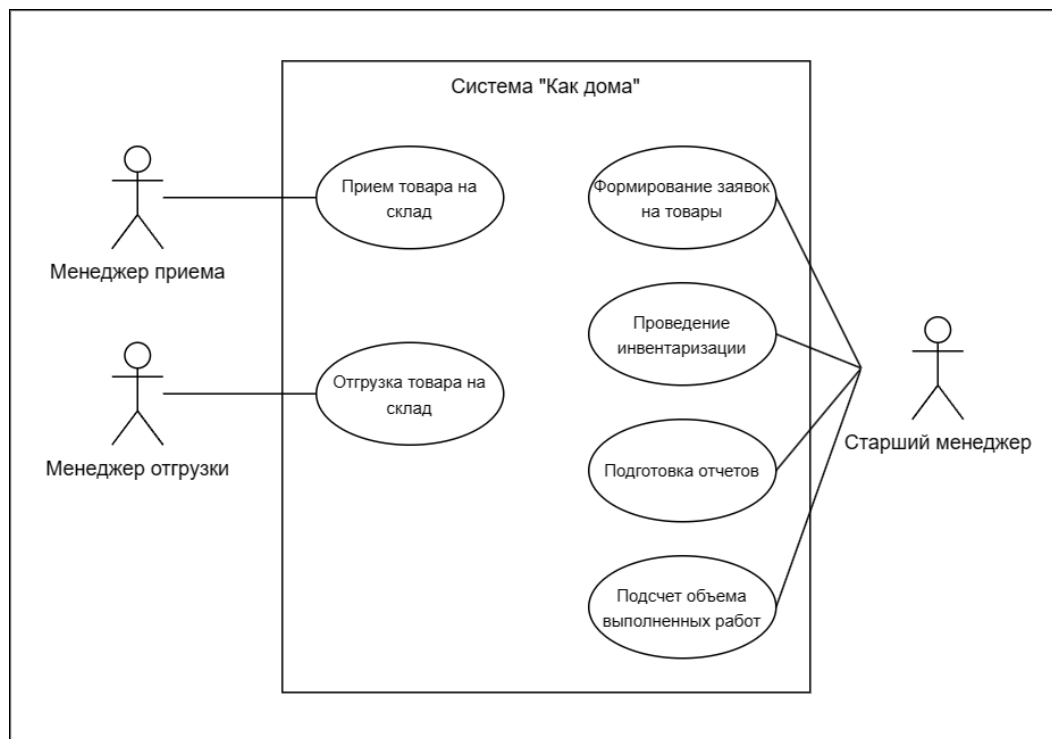 Система "Как дома"
Менеджер приема
Прием товара на
склад
Менеджер отгрузки
Отгрузка товара на
склад
Формирование заявок
на товары
Проведение
инвентаризации
Подготовка отчетов
Подсчет объема
выполненных работ
Старший менеджер